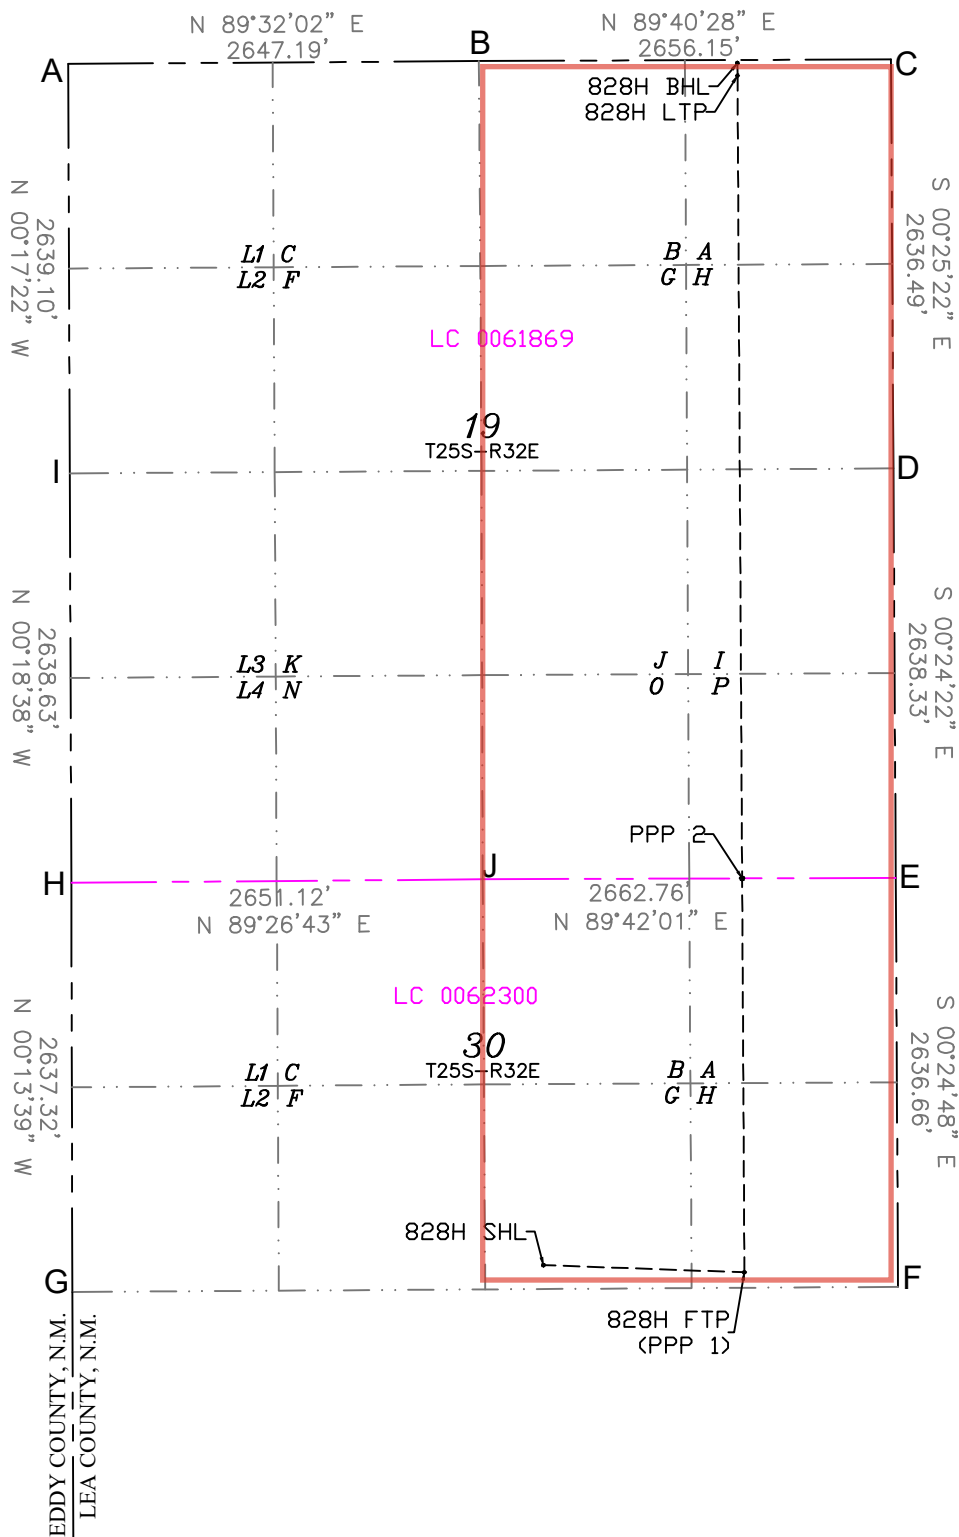 N 89°32'02" E
2647.19'
N 89°40'28" E
2656.15'
A
B
C
828H BHL
828H LTP
N 00°17'22" W
2639.10'
S 00°25'22" E
2636.49'
L1 C
L2 F
B A
G H
LC 0061869
19
T25S-R32E
I
D
N 00°18'38" W
2638.63'
S 00°24'22" E
2638.33'
L3 K
L4 N
J I
O P
PPP 2
H
J
E
2651.12'
N 89°26'43" E
2662.76'
N 89°42'01" E
LC 0062300
30
T25S-R32E
N 00°13'39" W
2637.32'
S 00°24'48" E
2636.66'
L1 C
L2 F
B A
G H
828H SHL
G
F
828H FTP
(PPP 1)
EDDY COUNTY, N.M.
LEA COUNTY, N.M.